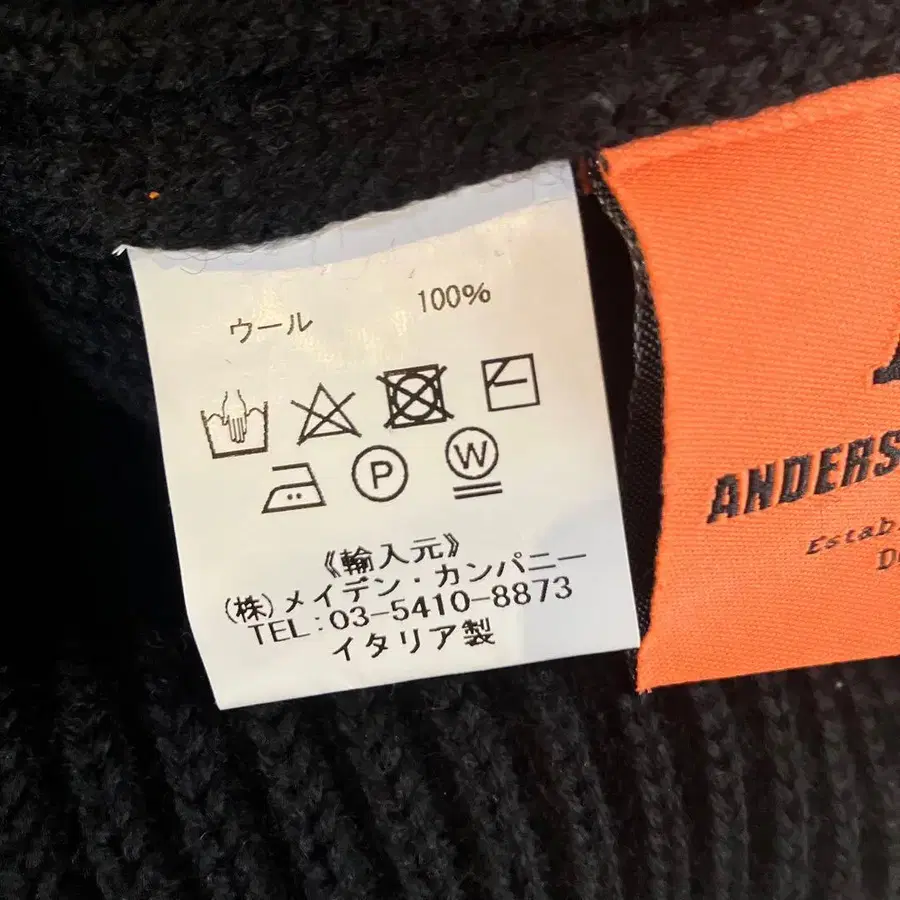 ウール 100%
P W
《輸入元》
(株)メイデン・カンパニー
TEL:03-5410-8873
イタリア製
ANDERS
Estab
D